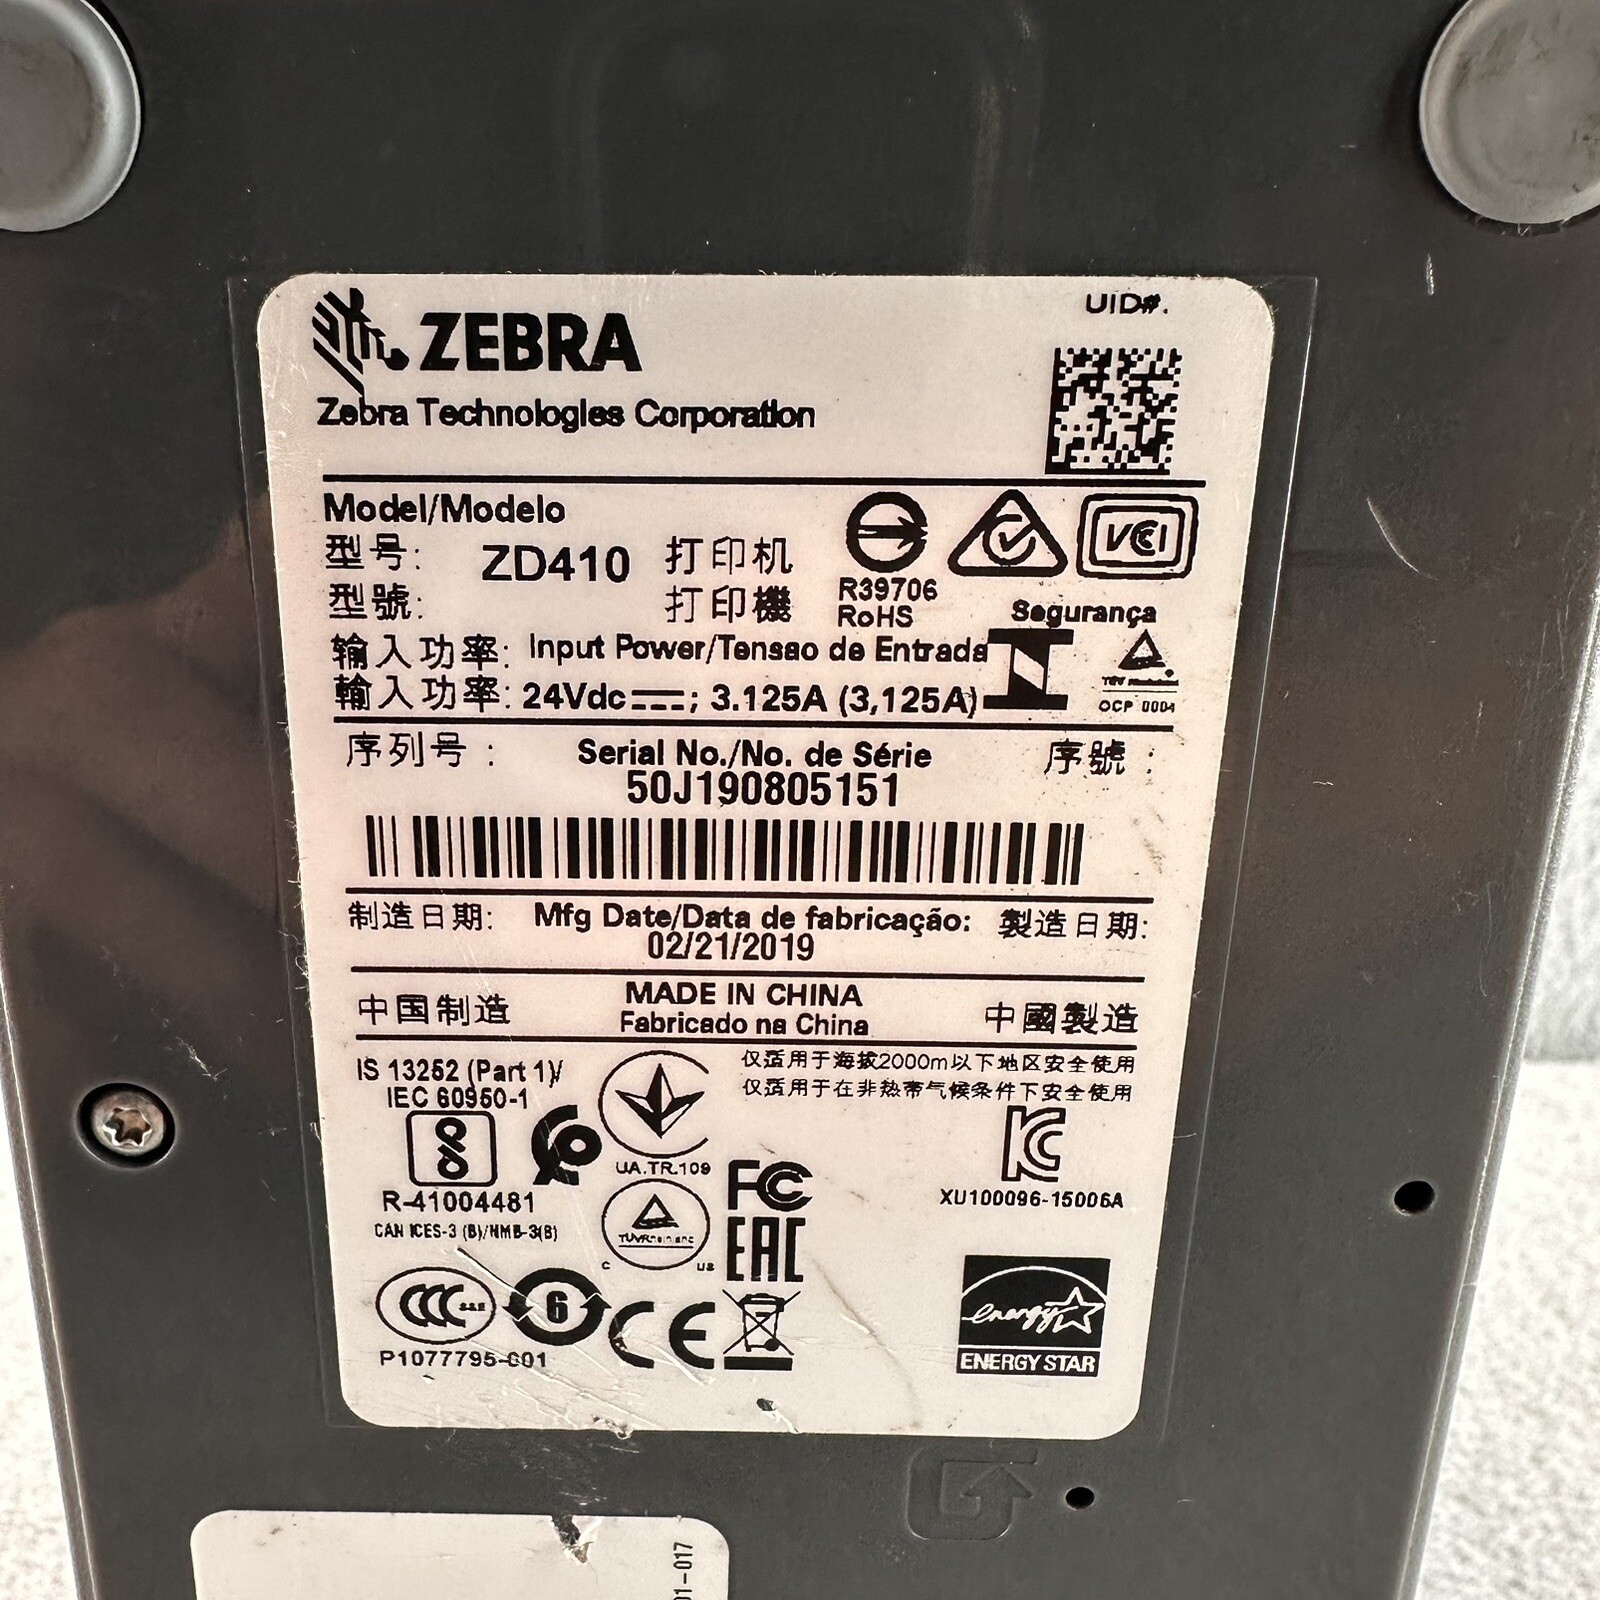 UID#.
ZEBRA
Zebra Technologies Corporation
Model/Modelo
型号: ZD410 打印机
型號: 打印機
R39706
RoHS
VCCI
Segurança
输入功率: Input Power/Tensao de Entrada
輸入功率: 24Vdc ; 3.125A (3,125A)
OCP 0004
序列号 : Serial No./No. de Série 序號 :
50J190805151
制造日期: Mfg Date/Data de fabricação: 製造日期:
02/21/2019
中国制造 MADE IN CHINA 中國製造
Fabricado na China
IS 13252 (Part 1)/
IEC 60950-1
仅适用于海拔2000m以下地区安全使用
仅适用于在非热带气候条件下安全使用
UA.TR.109
R-41004481
CAN ICES-3 (B)/NMB-3(B)
TÜVRheinland
C US
FC
EAC
KC
XU100096-15006A
CCC S&E
6
CE
P1077795-001
energy
ENERGY STAR
01-017